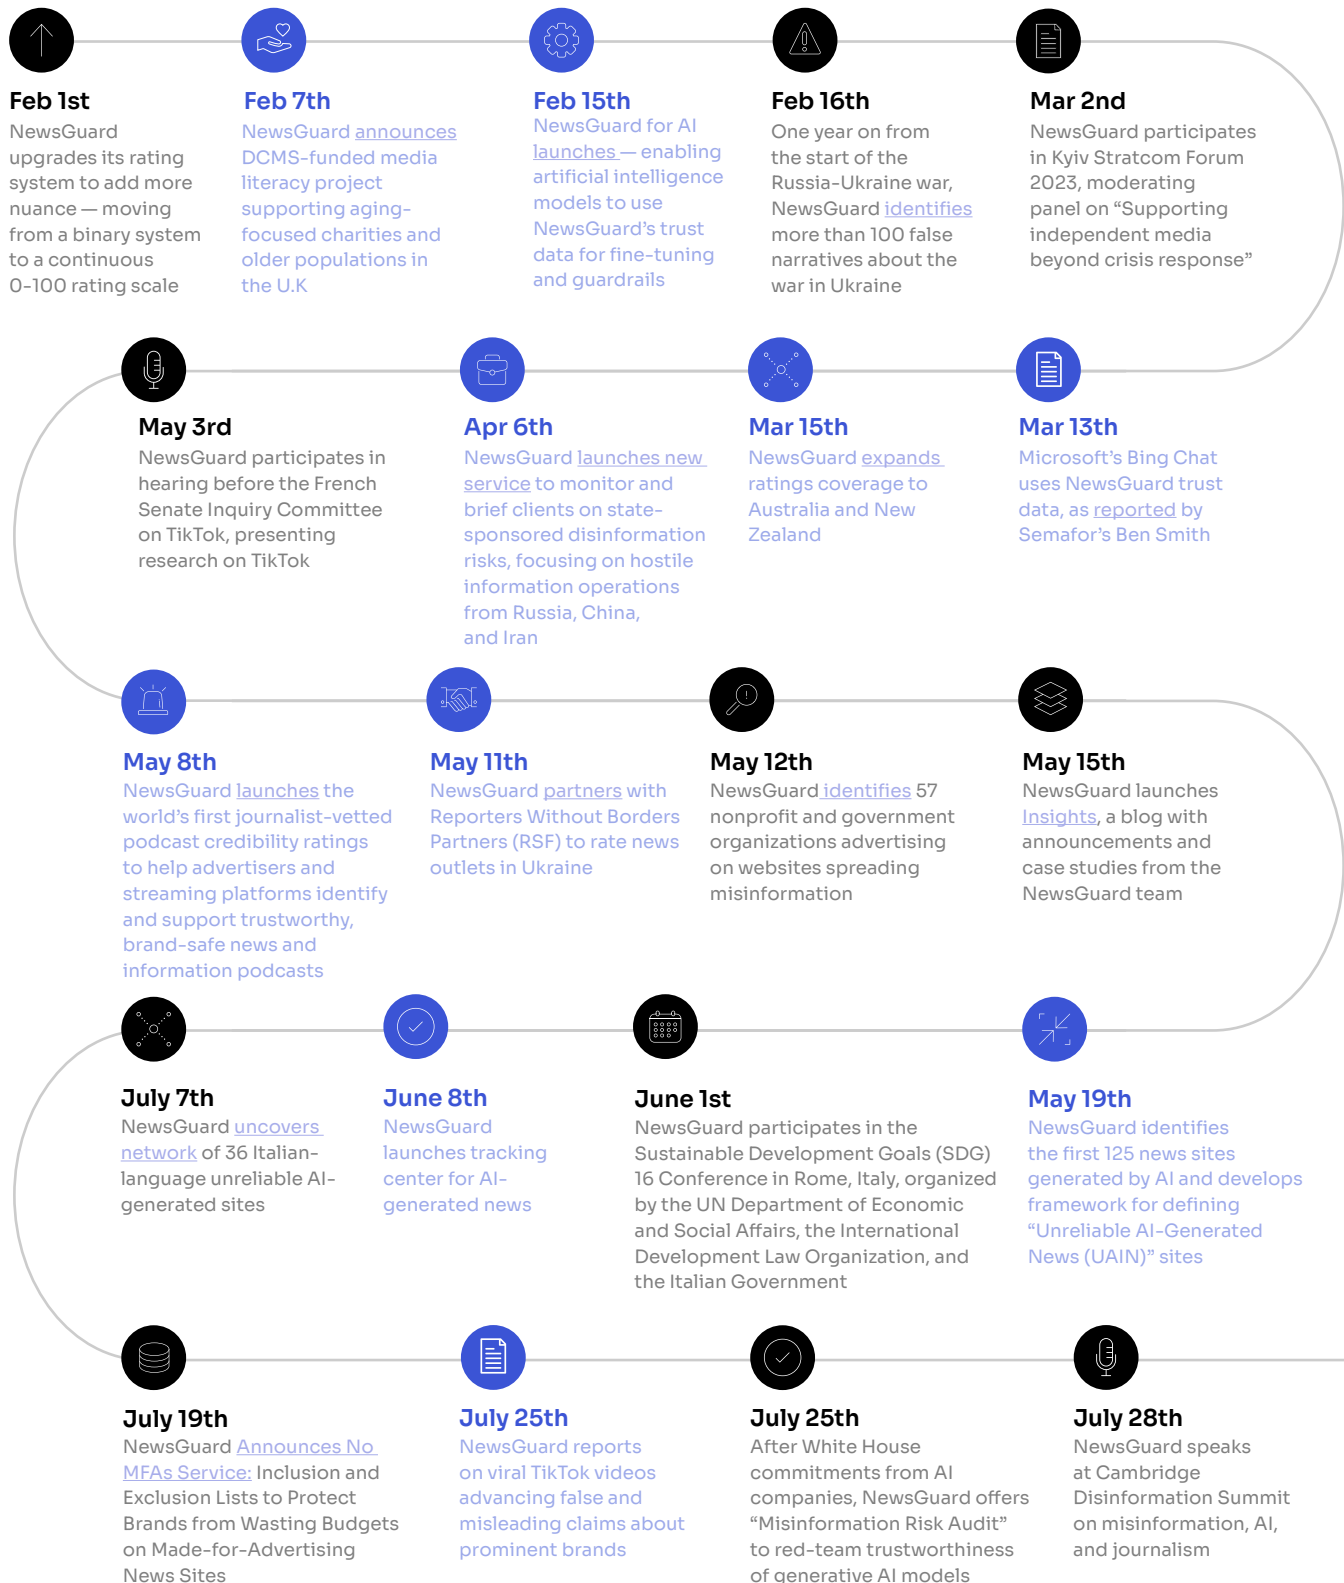 Feb 1st
NewsGuard
upgrades its rating
system to add more
nuance — moving
from a binary system
to a continuous
0-100 rating scale
Feb 7th
NewsGuard announces
DCMS-funded media
literacy project
supporting aging-
focused charities and
older populations in
the U.K
Feb 15th
NewsGuard for AI
launches — enabling
artificial intelligence
models to use
NewsGuard’s trust
data for fine-tuning
and guardrails
Feb 16th
One year on from
the start of the
Russia-Ukraine war,
NewsGuard identifies
more than 100 false
narratives about the
war in Ukraine
Mar 2nd
NewsGuard participates
in Kyiv Stratcom Forum
2023, moderating
panel on “Supporting
independent media
beyond crisis response”
Mar 13th
Microsoft’s Bing Chat
uses NewsGuard trust
data, as reported by
Semafor’s Ben Smith
Mar 15th
NewsGuard expands
ratings coverage to
Australia and New
Zealand
Apr 6th
NewsGuard launches new
service to monitor and
brief clients on state-
sponsored disinformation
risks, focusing on hostile
information operations
from Russia, China,
and Iran
May 3rd
NewsGuard participates in
hearing before the French
Senate Inquiry Committee
on TikTok, presenting
research on TikTok
May 8th
NewsGuard launches the
world’s first journalist-vetted
podcast credibility ratings
to help advertisers and
streaming platforms identify
and support trustworthy,
brand-safe news and
information podcasts
May 11th
NewsGuard partners with
Reporters Without Borders
Partners (RSF) to rate news
outlets in Ukraine
May 12th
NewsGuard identifies 57
nonprofit and government
organizations advertising
on websites spreading
misinformation
May 15th
NewsGuard launches
Insights, a blog with
announcements and
case studies from the
NewsGuard team
May 19th
NewsGuard identifies
the first 125 news sites
generated by AI and develops
framework for defining
“Unreliable AI-Generated
News (UAIN)” sites
June 1st
NewsGuard participates in the
Sustainable Development Goals (SDG)
16 Conference in Rome, Italy, organized
by the UN Department of Economic
and Social Affairs, the International
Development Law Organization, and
the Italian Government
June 8th
NewsGuard
launches tracking
center for AI-
generated news
July 7th
NewsGuard uncovers
network of 36 Italian-
language unreliable AI-
generated sites
July 19th
NewsGuard Announces No
MFAs Service: Inclusion and
Exclusion Lists to Protect
Brands from Wasting Budgets
on Made-for-Advertising
News Sites
July 25th
NewsGuard reports
on viral TikTok videos
advancing false and
misleading claims about
prominent brands
July 25th
After White House
commitments from AI
companies, NewsGuard offers
“Misinformation Risk Audit”
to red-team trustworthiness
of generative AI models
July 28th
NewsGuard speaks
at Cambridge
Disinformation Summit
on misinformation, AI,
and journalism